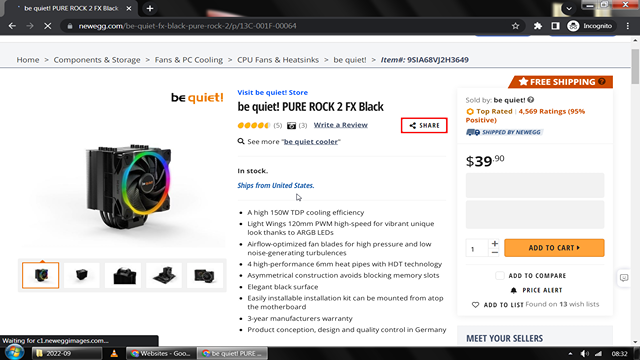 be quiet! PURE ROCK 2 FX Black
newegg.com/be-quiet-fx-black-pure-rock-2/p/13C-001F-00064
Incognito
Home > Components & Storage > Fans & PC Cooling > CPU Fans & Heatsinks > be quiet! > Item#: 9SIA68VJ2H3649
FREE SHIPPING
be quiet!
Visit be quiet! Store
be quiet! PURE ROCK 2 FX Black
(5) (3) Write a Review
SHARE
See more "be quiet cooler"
In stock.
Ships from United States.
A high 150W TDP cooling efficiency
Light Wings 120mm PWM high-speed for vibrant unique
look thanks to ARGB LEDs
Airflow-optimized fan blades for high pressure and low
noise-generating turbulences
4 high-performance 6mm heat pipes with HDT technology
Asymmetrical construction avoids blocking memory slots
Elegant black surface
Easily installable installation kit can be mounted from atop
the motherboard
3-year manufacturers warranty
Product conception, design and quality control in Germany
Sold by: be quiet!
Top Rated | 4,569 Ratings (95%
Positive)
SHIPPED BY NEWEGG
$39.90
1 + − ADD TO CART
ADD TO COMPARE
PRICE ALERT
ADD TO LIST Found on 13 wish lists
MEET YOUR SELLERS
Waiting for c1.neweggimages.com...
2022-09
Websites - Goo...
be quiet! PURE ...
08:32